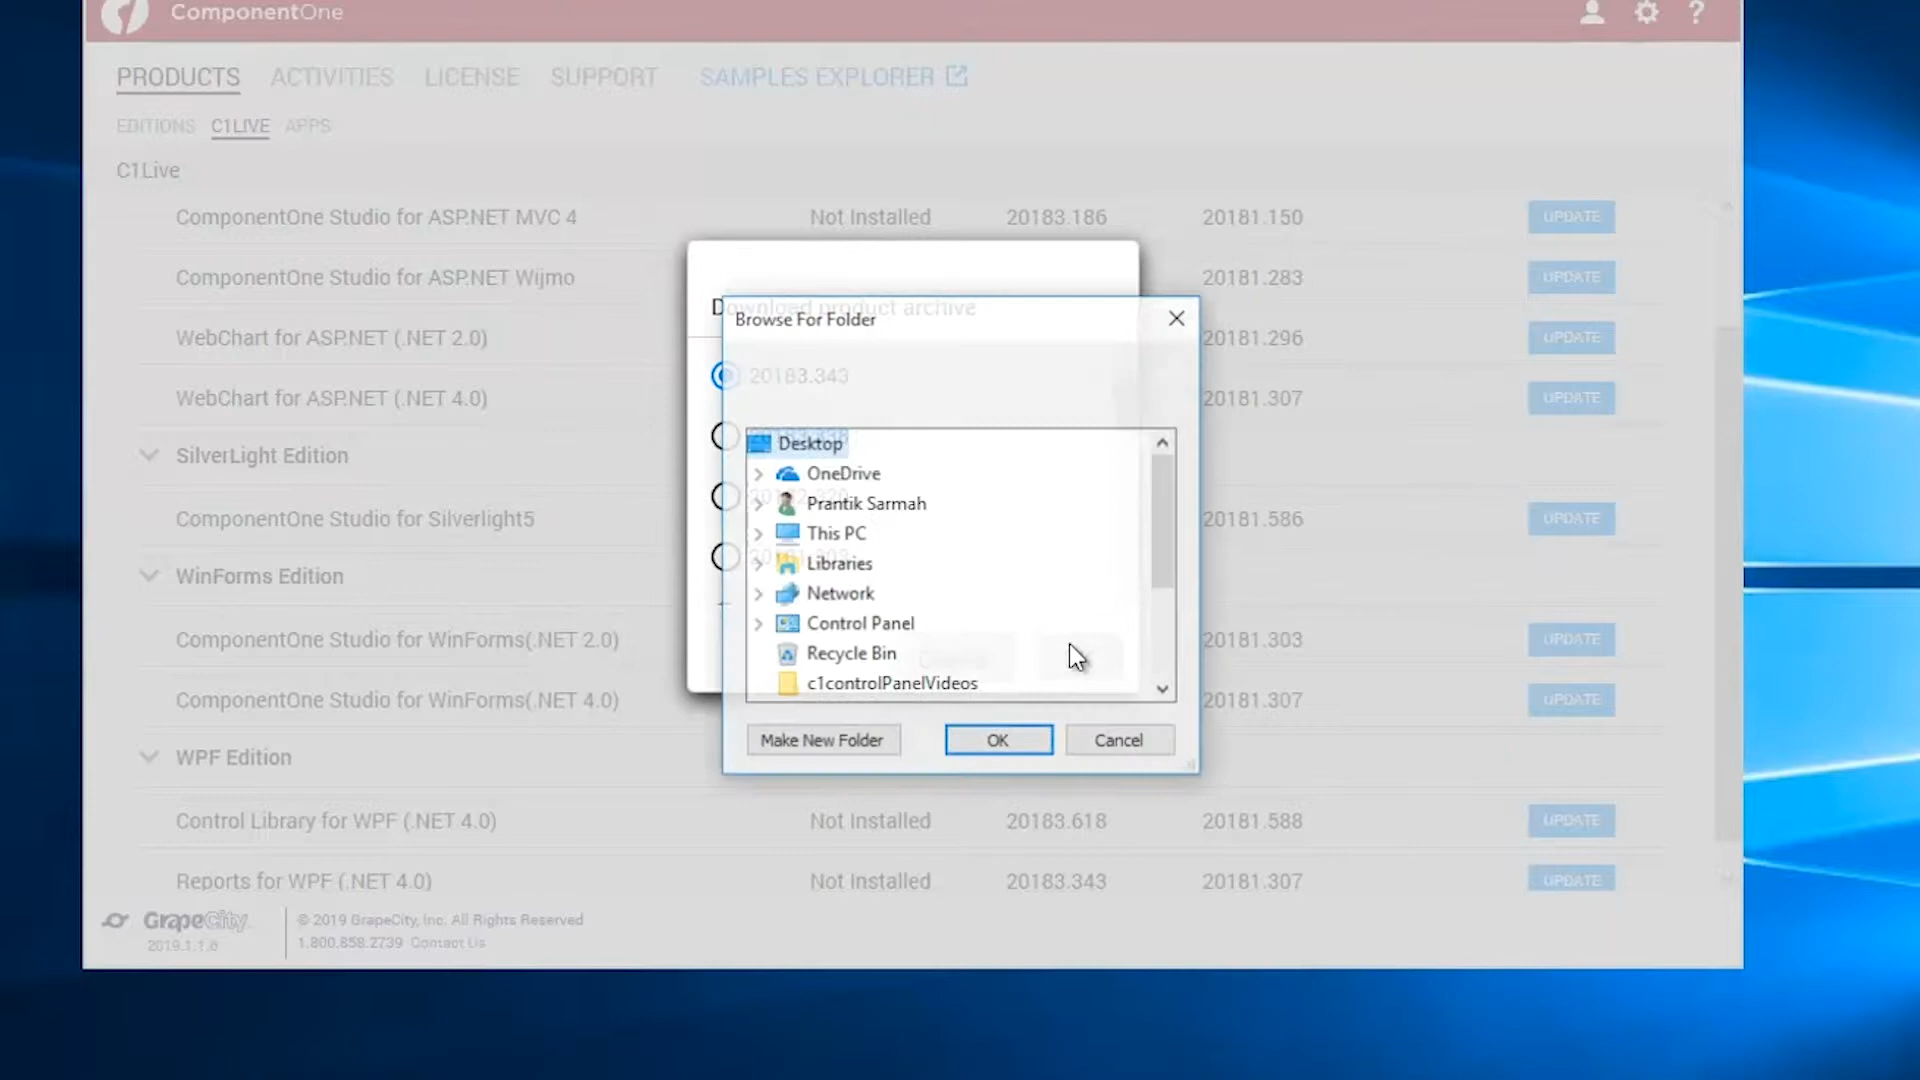 ComponentOne
PRODUCTS ACTIVITIES LICENSE SUPPORT SAMPLES EXPLORER
EDITIONS C1LIVE APPS
C1Live
ComponentOne Studio for ASP.NET MVC 4 Not Installed 20183.186 20181.150 UPDATE
ComponentOne Studio for ASP.NET Wijmo 20181.283 UPDATE
WebChart for ASP.NET (.NET 2.0) 20181.296 UPDATE
WebChart for ASP.NET (.NET 4.0) 20181.307 UPDATE
SilverLight Edition
ComponentOne Studio for Silverlight5 20181.586 UPDATE
WinForms Edition
ComponentOne Studio for WinForms(.NET 2.0) 20181.303 UPDATE
ComponentOne Studio for WinForms(.NET 4.0) 20181.307 UPDATE
WPF Edition
Control Library for WPF (.NET 4.0) Not Installed 20183.618 20181.588 UPDATE
Reports for WPF (.NET 4.0) Not Installed 20183.343 20181.307 UPDATE
Download product archive
20183.343
Browse For Folder
Desktop
OneDrive
Prantik Sarmah
This PC
Libraries
Network
Control Panel
Recycle Bin
c1controlPanelVideos
Make New Folder OK Cancel
GrapeCity
2019.1.1.6
© 2019 GrapeCity, Inc. All Rights Reserved
1.800.858.2739 Contact Us